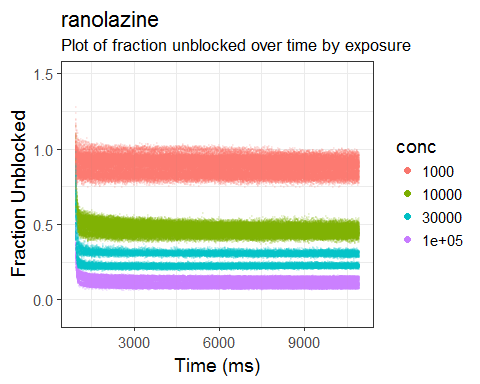 ranolazine
Plot of fraction unblocked over time by exposure
Fraction Unblocked
1.5
1.0
0.5
0.0
3000 6000 9000
Time (ms)
conc
1000
10000
30000
1e+05